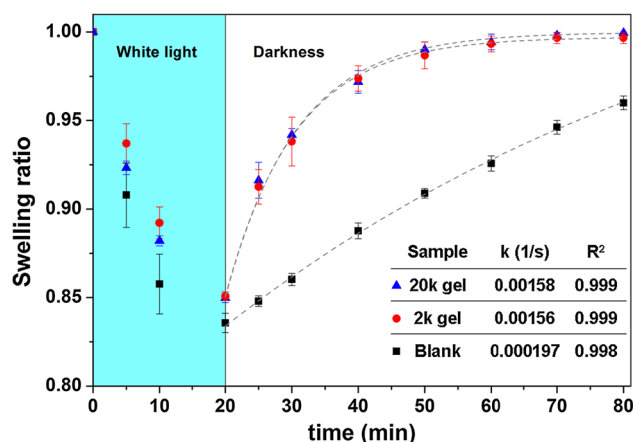 White light Darkness
1.00
0.95
0.90
0.85
0.80
Swelling ratio
Sample k (1/s) R²
20k gel 0.00158 0.999
2k gel 0.00156 0.999
Blank 0.000197 0.998
0 10 20 30 40 50 60 70 80
time (min)